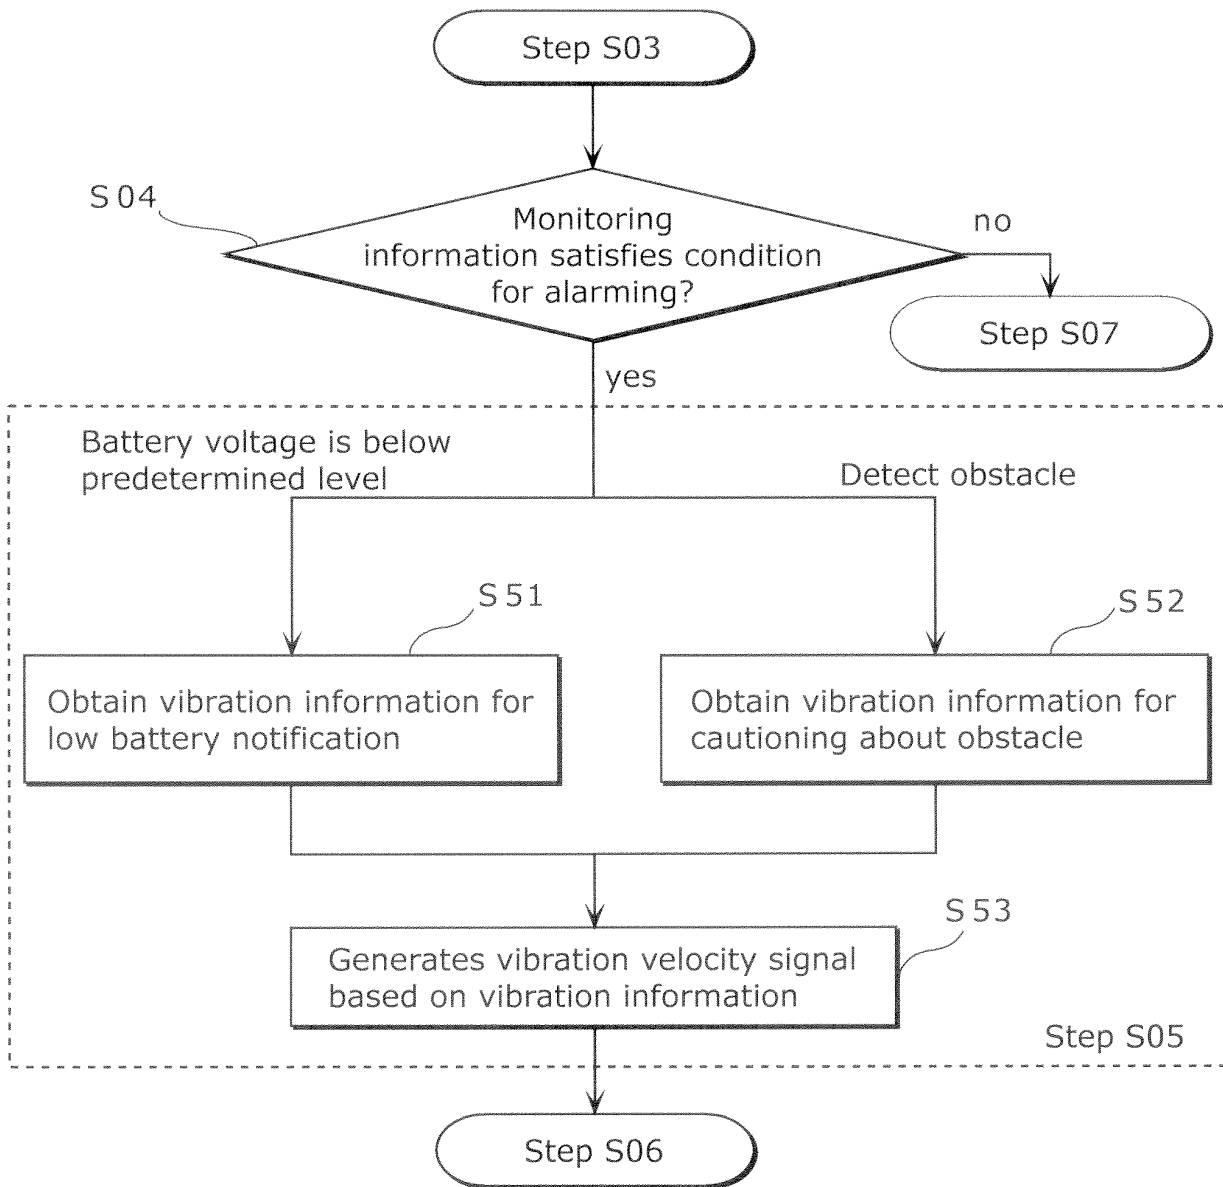 Step S03
S 04
Monitoring
information satisfies condition
for alarming?
no
Step S07
yes
Battery voltage is below
predetermined level
Detect obstacle
S 51
S 52
Obtain vibration information for
low battery notification
Obtain vibration information for
cautioning about obstacle
S 53
Generates vibration velocity signal
based on vibration information
Step S05
Step S06